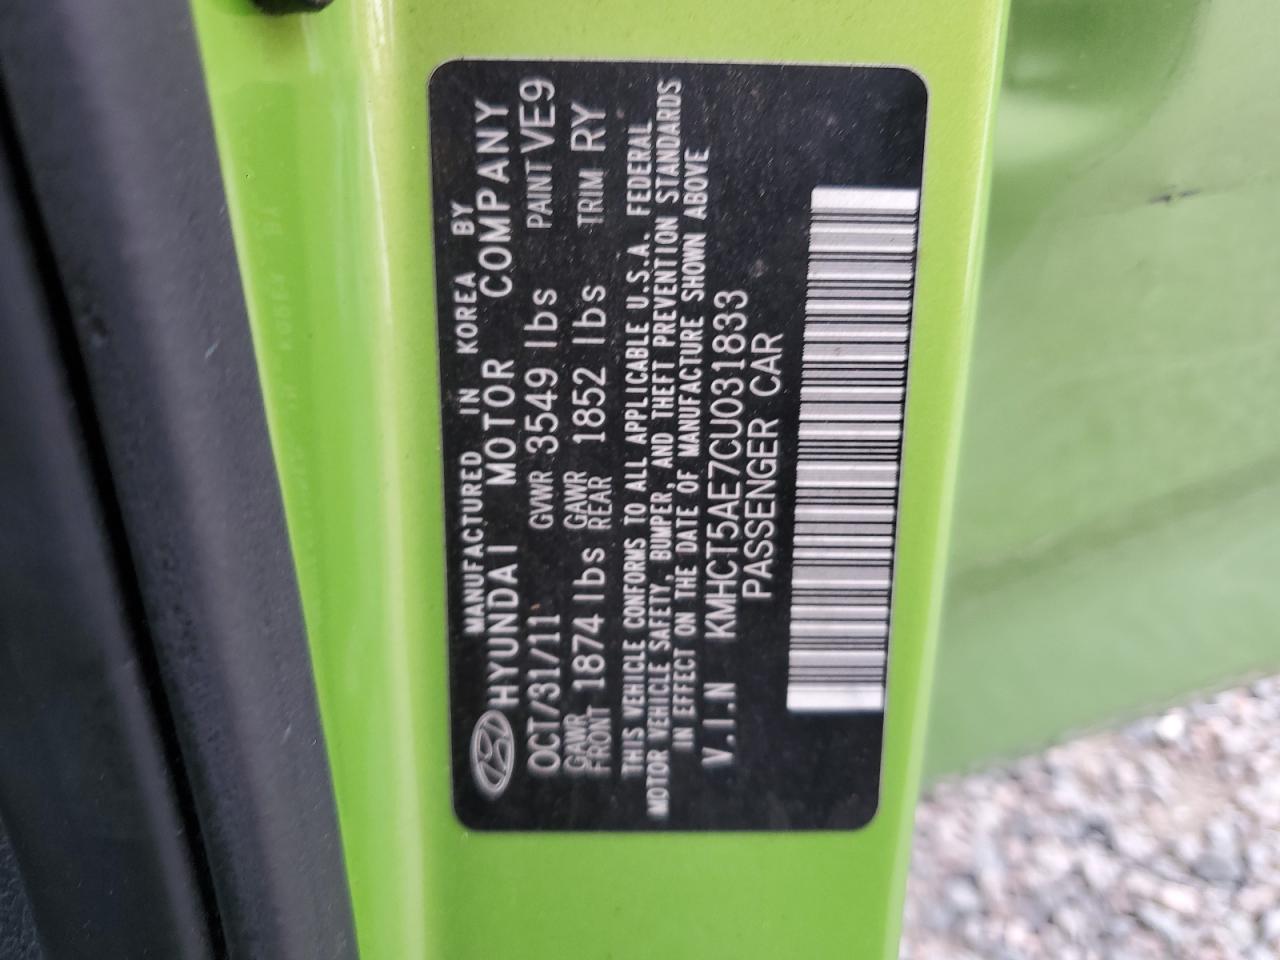 MANUFACTURED IN KOREA BY
HYUNDAI MOTOR COMPANY
OCT/31/11 GVWR 3549 lbs PAINT VE9
GAWR FRONT 1874 lbs GAWR REAR 1852 lbs TRIM RY
THIS VEHICLE CONFORMS TO ALL APPLICABLE U.S.A. FEDERAL
MOTOR VEHICLE SAFETY, BUMPER, AND THEFT PREVENTION STANDARDS
IN EFFECT ON THE DATE OF MANUFACTURE SHOWN ABOVE
V.I.N KMHCT5AE7CU031833
PASSENGER CAR